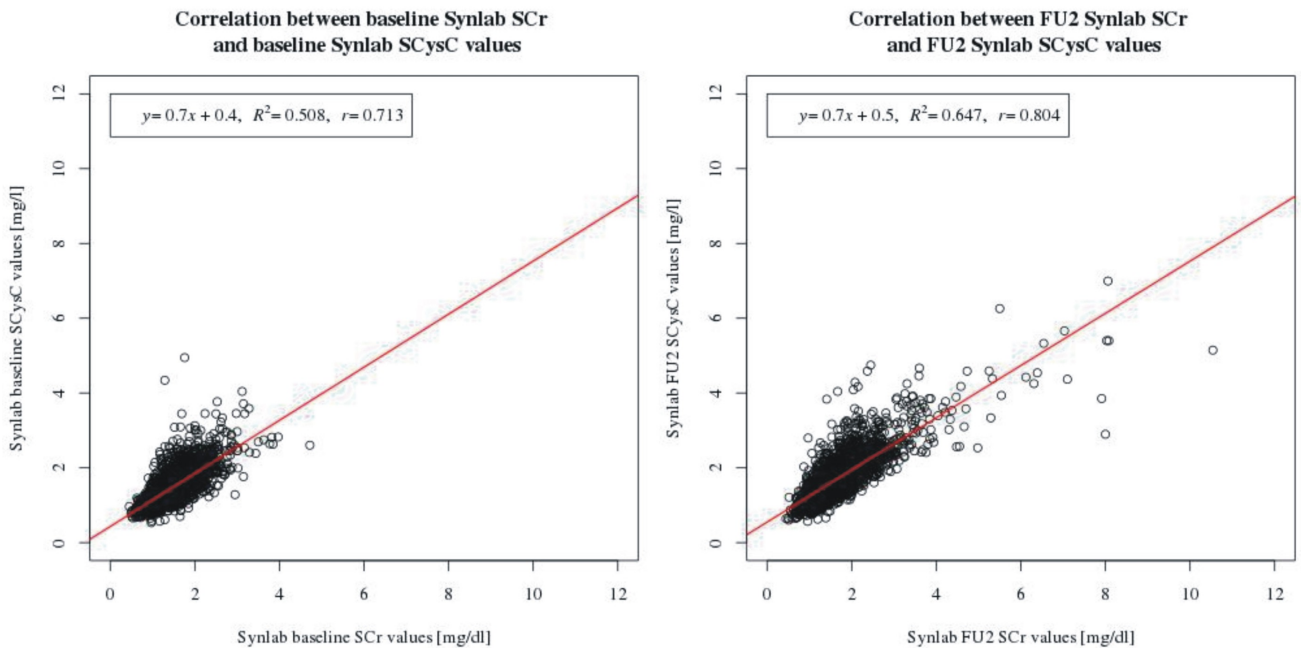 Correlation between baseline Synlab SCr
and baseline Synlab SCysC values
y= 0.7x + 0.4, R²= 0.508, r= 0.713
12
10
8
6
4
2
0
Synlab baseline SCysC values [mg/l]
0 2 4 6 8 10 12
Synlab baseline SCr values [mg/dl]
Correlation between FU2 Synlab SCr
and FU2 Synlab SCysC values
y= 0.7x + 0.5, R²= 0.647, r= 0.804
12
10
8
6
4
2
0
Synlab FU2 SCysC values [mg/l]
0 2 4 6 8 10 12
Synlab FU2 SCr values [mg/dl]